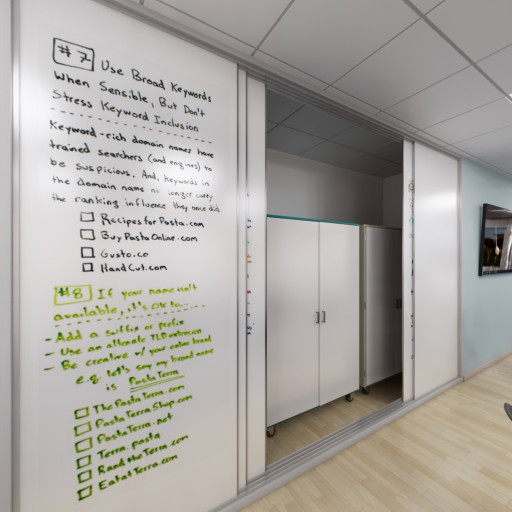 #7 Use Broad Keywords
When Sensible, But Don't
Stress Keyword Inclusion
Keyword-rich domain names have
trained searchers (and engines) to
be suspicious. And, keywords in
the domain name no longer carry
the ranking influence they once did.
RecipesforPasta.com
BuyPastaOnline.com
Gusto.co
HandCut.com
#8 If your name isn't
available, it's OK to...
- Add a suffix or prefix
- Use an alternate TLD extension
- Be creative w/ your entire brand
e.g. let's say my brand name
is PastaTerra
ThePastaTerra.com
PastaTerraShop.com
PastaTerra.net
Terra.pasta
RandtheTerra.com
EatatTerra.com